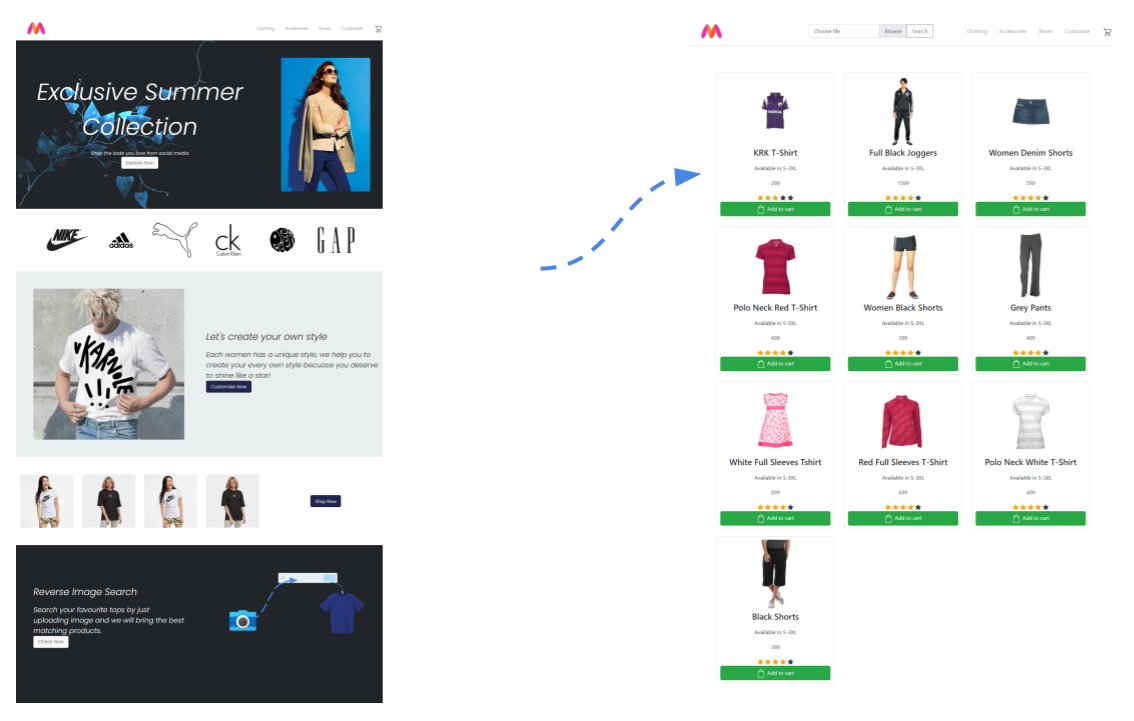 Clothing Accessories Shoes Customize
Exclusive Summer
Collection
Shop the looks you love from social media
Explore Now
NIKE
adidas
ck
Calvin Klein
GAP
Let's create your own style
Each women has a unique style, we help you to
create your every own style becuase you deserve
to shine like a star!
Customise Now
Shop Now
Reverse Image Search
Search your favourite tops by just
uploading image and we will bring the best
matching products.
Check Now
Choose file Browse Search Clothing Accessories Shoes Customize
KRK T-Shirt
Available in S-3XL
299
Add to cart
Full Black Joggers
Available in S-3XL
1599
Add to cart
Women Denim Shorts
Available in S-3XL
599
Add to cart
Polo Neck Red T-Shirt
Available in S-3XL
499
Add to cart
Women Black Shorts
Available in S-3XL
399
Add to cart
Grey Pants
Available in S-3XL
499
Add to cart
White Full Sleeves Tshirt
Available in S-3XL
899
Add to cart
Red Full Sleeves T-Shirt
Available in S-3XL
699
Add to cart
Polo Neck White T-Shirt
Available in S-3XL
499
Add to cart
Black Shorts
Available in S-3XL
399
Add to cart